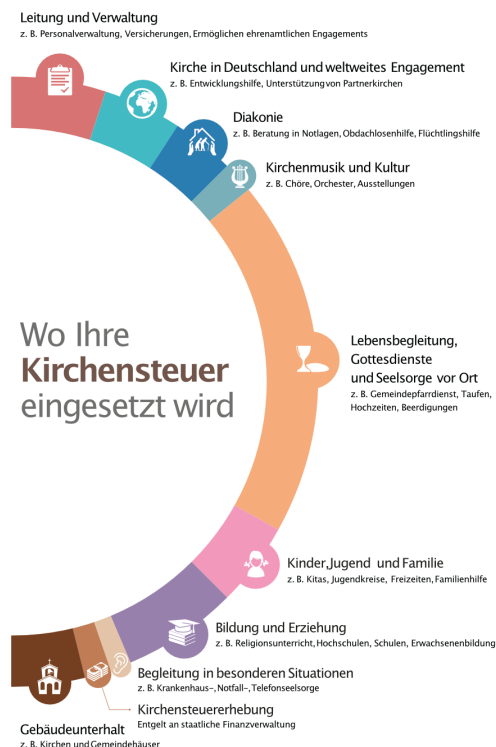 Leitung und Verwaltung
z. B. Personalverwaltung, Versicherungen, Ermöglichen ehrenamtlichen Engagements
Kirche in Deutschland und weltweites Engagement
z. B. Entwicklungshilfe, Unterstützung von Partnerkirchen
Diakonie
z. B. Beratung in Notlagen, Obdachlosenhilfe, Flüchtlingshilfe
Kirchenmusik und Kultur
z. B. Chöre, Orchester, Ausstellungen
Wo Ihre
Kirchensteuer
eingesetzt wird
Lebensbegleitung,
Gottesdienste
und Seelsorge vor Ort
z. B. Gemeindepfarrdienst, Taufen,
Hochzeiten, Beerdigungen
Kinder, Jugend und Familie
z. B. Kitas, Jugendkreise, Freizeiten, Familienhilfe
Bildung und Erziehung
z. B. Religionsunterricht, Hochschulen, Schulen, Erwachsenenbildung
Begleitung in besonderen Situationen
z. B. Krankenhaus-, Notfall-, Telefonseelsorge
Kirchensteuererhebung
Entgelt an staatliche Finanzverwaltung
Gebäudeunterhalt
z. B. Kirchen und Gemeindehäuser